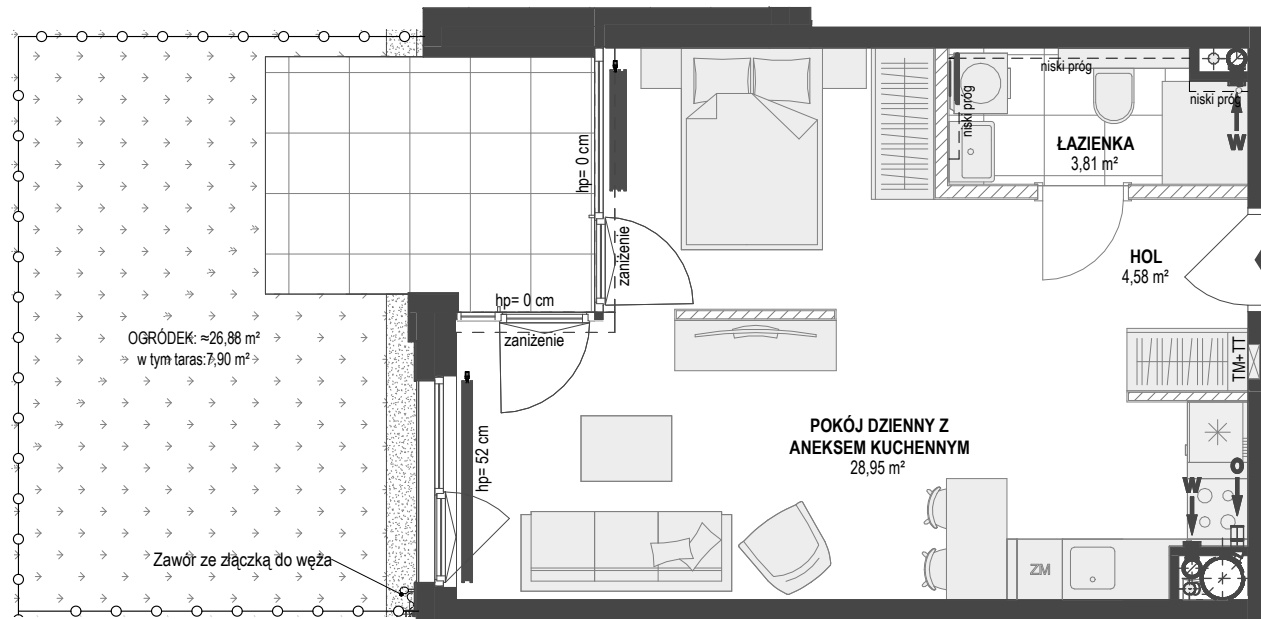 niski próg
niski próg
niski próg
W
ŁAZIENKA
3,81 m²
hp= 0 cm
zaniżenie
HOL
4,58 m²
hp= 0 cm
zaniżenie
OGRÓDEK: ≈26,88 m²
w tym taras:7,90 m²
TM+ TT
POKÓJ DZIENNY Z
ANEKSEM KUCHENNYM
28,95 m²
hp= 52 cm
W
O
ZM
Zawór ze złączką do węża